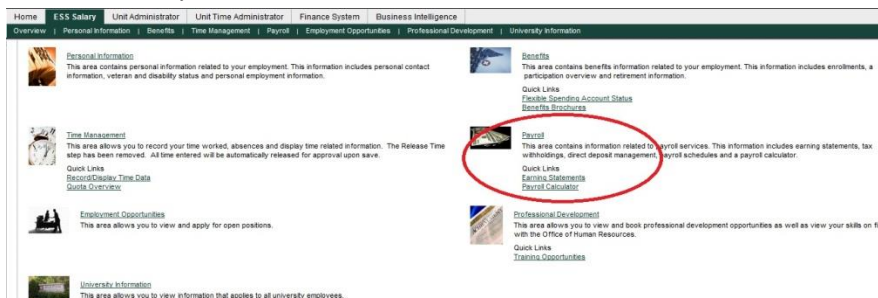 Home ESS Salary Unit Administrator Unit Time Administrator Finance System Business Intelligence
Overview | Personal Information | Benefits | Time Management | Payroll | Employment Opportunities | Professional Development | University Information
Personal Information
This area contains personal information related to your employment. This information includes personal contact
information, veteran and disability status and personal employment information.
Benefits
This area contains benefits information related to your employment. This information includes enrollments, a
participation overview and retirement information.
Quick Links
Flexible Spending Account Status
Benefits Brochures
Time Management
This area allows you to record your time worked, absences and display time related information. The Release Time
step has been removed. All time entered will be automatically released for approval upon save.
Quick Links
Record/Display Time Data
Quota Overview
Payroll
This area contains information related to payroll services. This information includes earning statements, tax
withholdings, direct deposit management, payroll schedules and a payroll calculator.
Quick Links
Earning Statements
Payroll Calculator
Employment Opportunities
This area allows you to view and apply for open positions.
Professional Development
This area allows you to view and book professional development opportunities as well as view your skills on fi
with the Office of Human Resources.
Quick Links
Training Opportunities
University Information
This area allows you to view information that applies to all university employees.